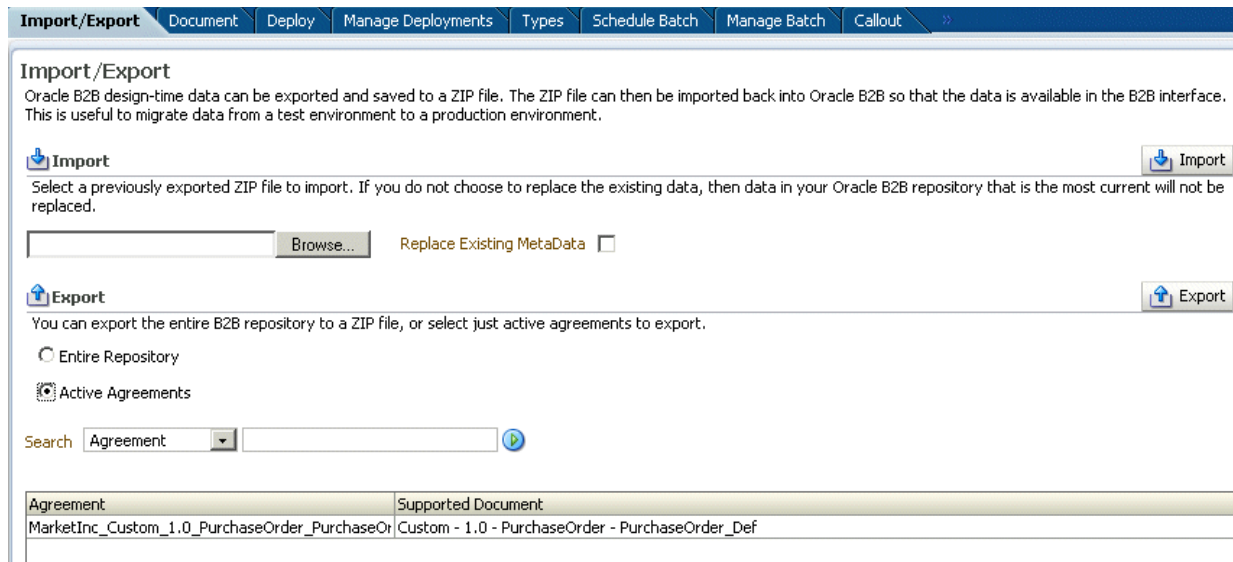 Import/Export Document Deploy Manage Deployments Types Schedule Batch Manage Batch Callout »
Import/Export
Oracle B2B design-time data can be exported and saved to a ZIP file. The ZIP file can then be imported back into Oracle B2B so that the data is available in the B2B interface.
This is useful to migrate data from a test environment to a production environment.
Import Import
Select a previously exported ZIP file to import. If you do not choose to replace the existing data, then data in your Oracle B2B repository that is the most current will not be
replaced.
Browse... Replace Existing MetaData
Export Export
You can export the entire B2B repository to a ZIP file, or select just active agreements to export.
Entire Repository
Active Agreements
Search Agreement
Agreement Supported Document
MarketInc_Custom_1.0_PurchaseOrder_PurchaseOr Custom - 1.0 - PurchaseOrder - PurchaseOrder_Def